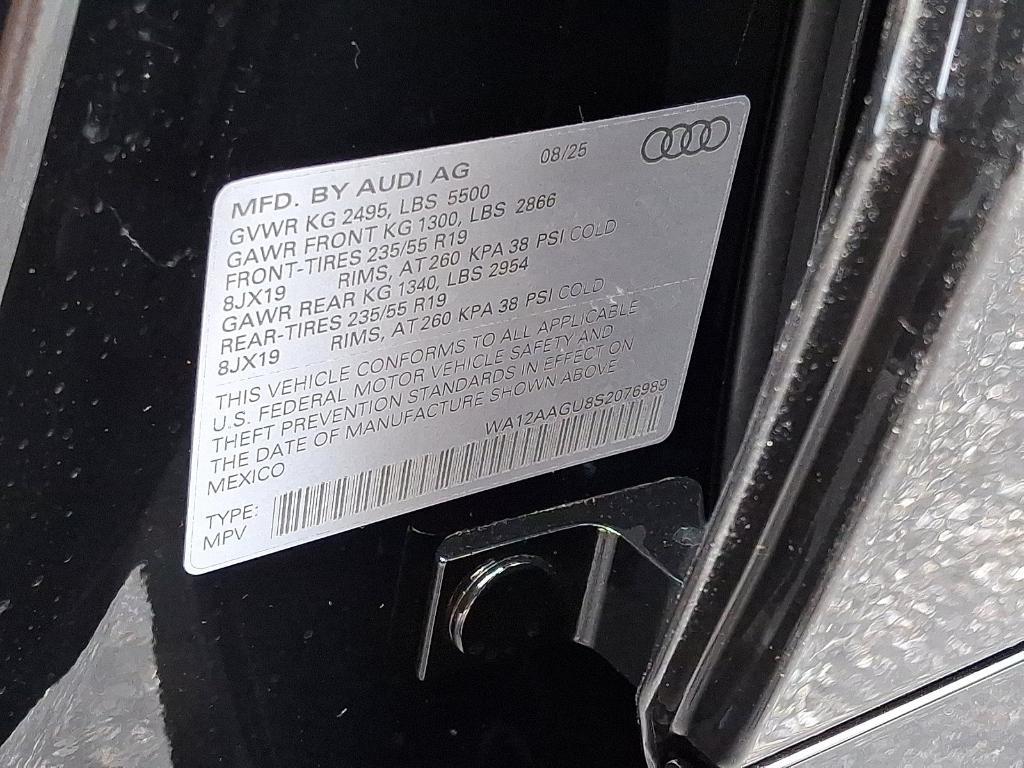 MFD. BY AUDI AG 08/25
GVWR KG 2495, LBS 5500
GAWR FRONT KG 1300, LBS 2866
FRONT-TIRES 235/55 R19
8JX19 RIMS, AT 260 KPA 38 PSI COLD
GAWR REAR KG 1340, LBS 2954
REAR-TIRES 235/55 R19
8JX19 RIMS, AT 260 KPA 38 PSI COLD
THIS VEHICLE CONFORMS TO ALL APPLICABLE
U.S. FEDERAL MOTOR VEHICLE SAFETY AND
THEFT PREVENTION STANDARDS IN EFFECT ON
THE DATE OF MANUFACTURE SHOWN ABOVE.
MEXICO WA12AAGU8S2076989
TYPE:
MPV